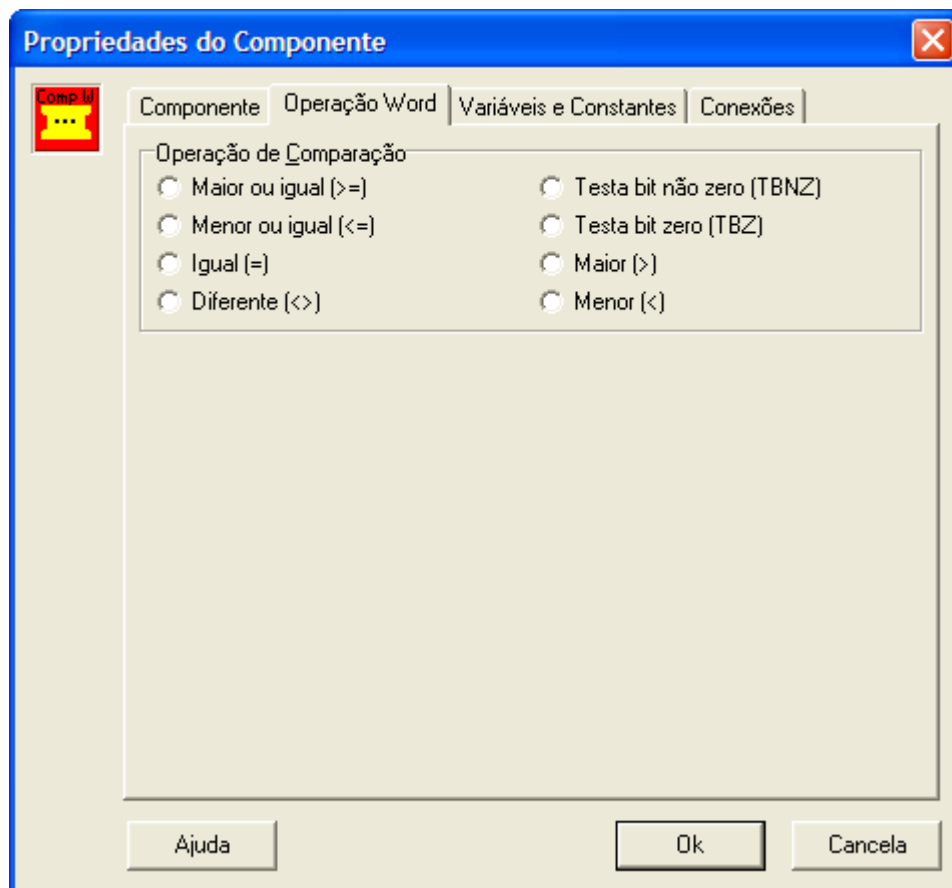 Propriedades do Componente
Comp W
...
Componente Operação Word Variáveis e Constantes Conexões
Operação de Comparação
Maior ou igual (>=) Testa bit não zero (TBNZ)
Menor ou igual (<=) Testa bit zero (TBZ)
Igual (=) Maior (>)
Diferente (<>) Menor (<)
Ajuda Ok Cancela